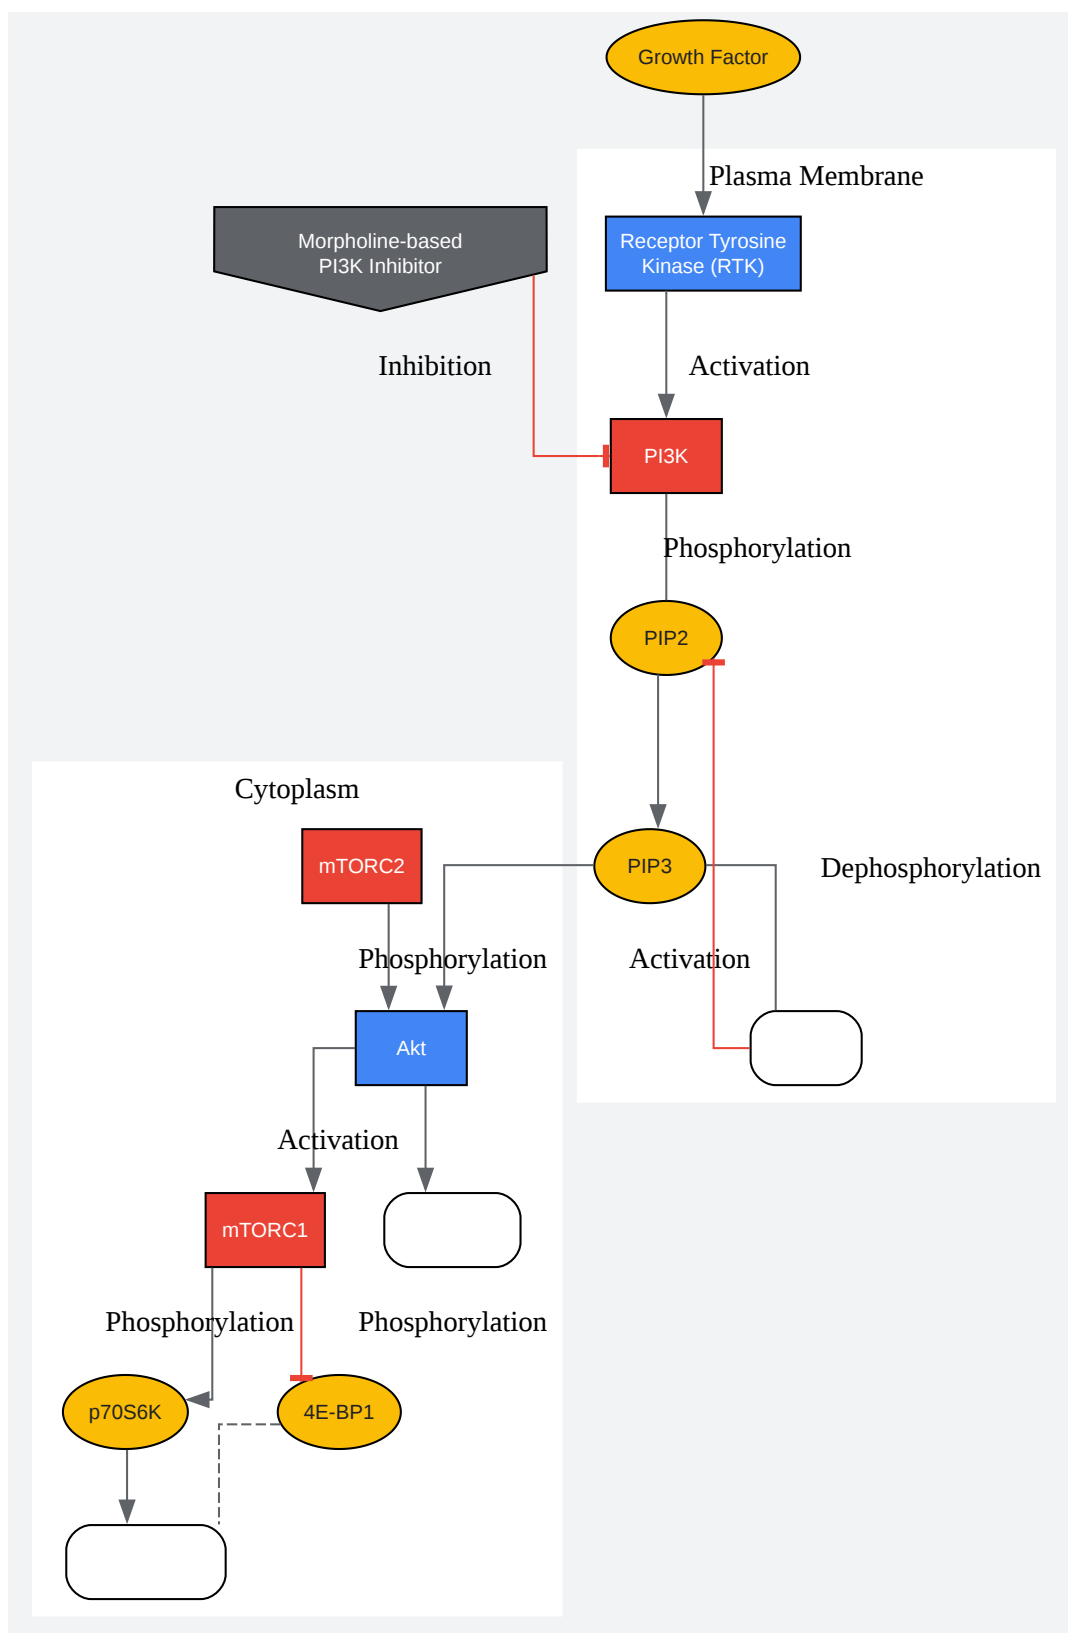 Growth Factor
Plasma Membrane
Morpholine-based
PI3K Inhibitor
Receptor Tyrosine
Kinase (RTK)
Inhibition
Activation
PI3K
Phosphorylation
PIP2
Cytoplasm
mTORC2
PIP3
Dephosphorylation
Phosphorylation
Activation
Akt
Activation
mTORC1
Phosphorylation
Phosphorylation
p70S6K
4E-BP1